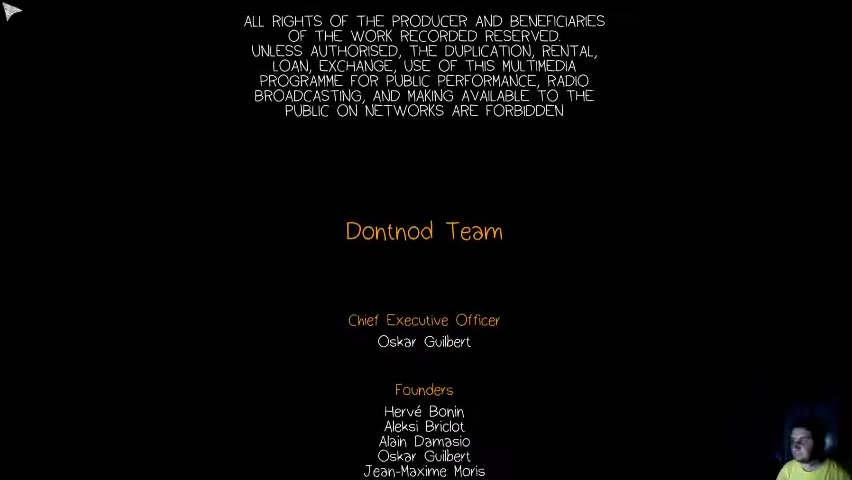 ALL RIGHTS OF THE PRODUCER AND BENEFICIARIES
OF THE WORK RECORDED RESERVED.
UNLESS AUTHORISED, THE DUPLICATION, RENTAL,
LOAN, EXCHANGE, USE OF THIS MULTIMEDIA
PROGRAMME FOR PUBLIC PERFORMANCE, RADIO
BROADCASTING, AND MAKING AVAILABLE TO THE
PUBLIC ON NETWORKS ARE FORBIDDEN
Dontnod Team
Chief Executive Officer
Oskar Guilbert
Founders
Hervé Bonin
Aleksi Briclot
Alain Damasio
Oskar Guilbert
Jean-Maxime Moris